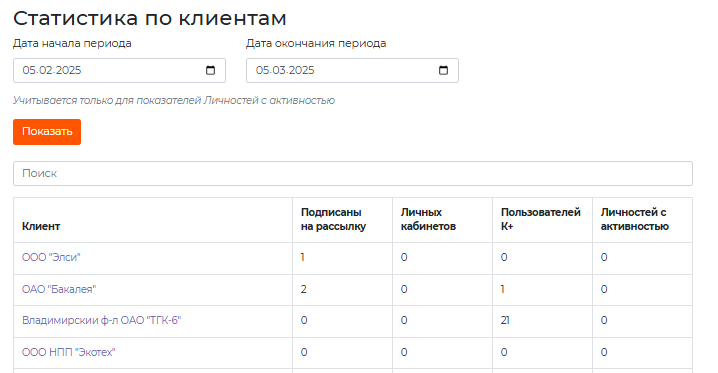 Статистика по клиентам
Дата начала периода Дата окончания периода
05.02.2025 05.03.2025
Учитывается только для показателей Личностей с активностью
Показать
Поиск
Клиент Подписаны на рассылку Личных кабинетов Пользователей К+ Личностей с активностью
ООО "Элси" 1 0 0 0
ОАО "Бакалея" 2 0 1 0
Владимирский ф-л ОАО "ТГК-6" 0 0 21 0
ООО НПП "Экотех" 0 0 0 0